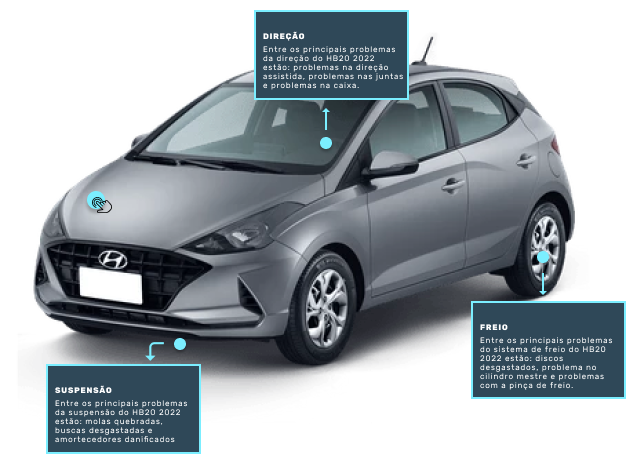 DIREÇÃO
Entre os principais problemas
da direção do HB20 2022
estão: problemas na direção
assistida, problemas nas juntas
e problemas na caixa.
FREIO
Entre os principais problemas
do sistema de freio do HB20
2022 estão: discos
desgastados, problema no
cilindro mestre e problemas
com a pinça de freio.
SUSPENSÃO
Entre os principais problemas
da suspensão do HB20 2022
estão: molas quebradas,
buscas desgastadas e
amortecedores danificados